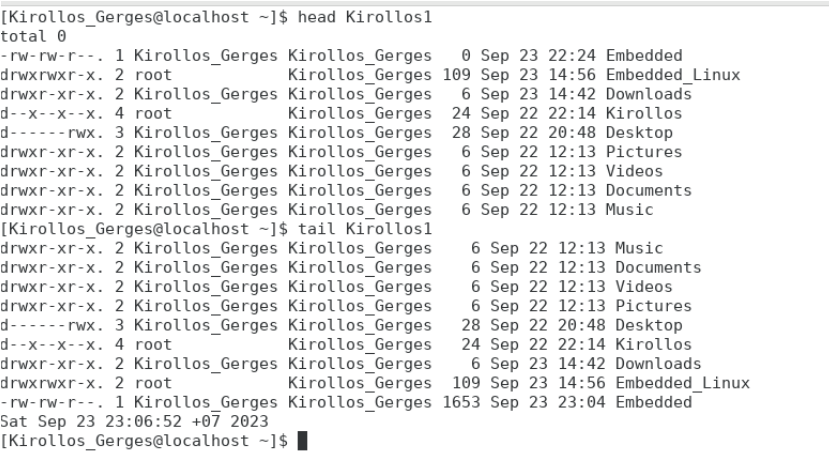 [Kirollos_Gerges@localhost ~]$ head Kirollos1
total 0
-rw-rw-r--. 1 Kirollos_Gerges Kirollos_Gerges   0 Sep 23 22:24 Embedded
drwxrwxr-x. 2 root            Kirollos_Gerges 109 Sep 23 14:56 Embedded_Linux
drwxr-xr-x. 2 Kirollos_Gerges Kirollos_Gerges   6 Sep 23 14:42 Downloads
d--x--x--x. 4 root            Kirollos_Gerges  24 Sep 22 22:14 Kirollos
d------rwx. 3 Kirollos_Gerges Kirollos_Gerges  28 Sep 22 20:48 Desktop
drwxr-xr-x. 2 Kirollos_Gerges Kirollos_Gerges   6 Sep 22 12:13 Pictures
drwxr-xr-x. 2 Kirollos_Gerges Kirollos_Gerges   6 Sep 22 12:13 Videos
drwxr-xr-x. 2 Kirollos_Gerges Kirollos_Gerges   6 Sep 22 12:13 Documents
drwxr-xr-x. 2 Kirollos_Gerges Kirollos_Gerges   6 Sep 22 12:13 Music
[Kirollos_Gerges@localhost ~]$ tail Kirollos1
drwxr-xr-x. 2 Kirollos_Gerges Kirollos_Gerges    6 Sep 22 12:13 Music
drwxr-xr-x. 2 Kirollos_Gerges Kirollos_Gerges    6 Sep 22 12:13 Documents
drwxr-xr-x. 2 Kirollos_Gerges Kirollos_Gerges    6 Sep 22 12:13 Videos
drwxr-xr-x. 2 Kirollos_Gerges Kirollos_Gerges    6 Sep 22 12:13 Pictures
d------rwx. 3 Kirollos_Gerges Kirollos_Gerges   28 Sep 22 20:48 Desktop
d--x--x--x. 4 root            Kirollos_Gerges   24 Sep 22 22:14 Kirollos
drwxr-xr-x. 2 Kirollos_Gerges Kirollos_Gerges    6 Sep 23 14:42 Downloads
drwxrwxr-x. 2 root            Kirollos_Gerges  109 Sep 23 14:56 Embedded_Linux
-rw-rw-r--. 1 Kirollos_Gerges Kirollos_Gerges 1653 Sep 23 23:04 Embedded
Sat Sep 23 23:06:52 +07 2023
[Kirollos_Gerges@localhost ~]$